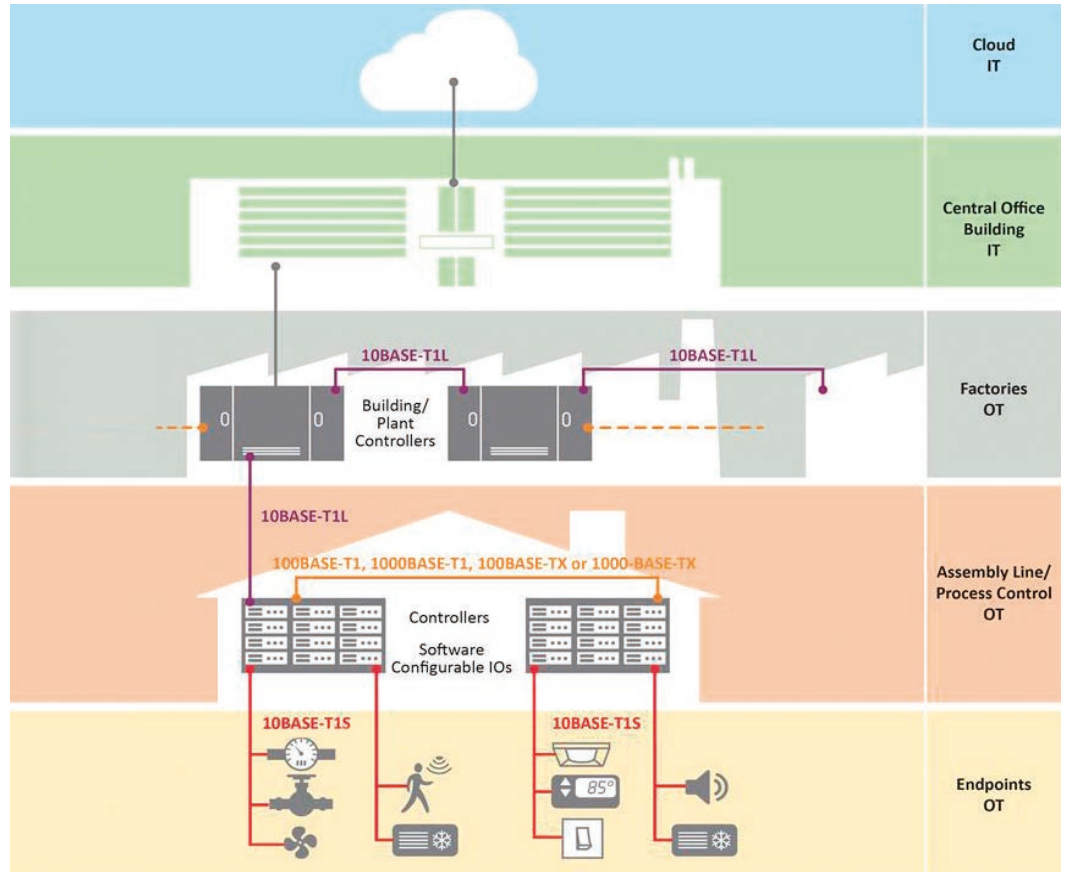 Cloud
IT
Central Office
Building
IT
10BASE-T1L
10BASE-T1L
Building/
Plant
Controllers
Factories
OT
10BASE-T1L
100BASE-T1, 1000BASE-T1, 100BASE-TX or 1000-BASE-TX
Controllers
Software
Configurable IOs
Assembly Line/
Process Control
OT
10BASE-T1S
10BASE-T1S
85°
Endpoints
OT